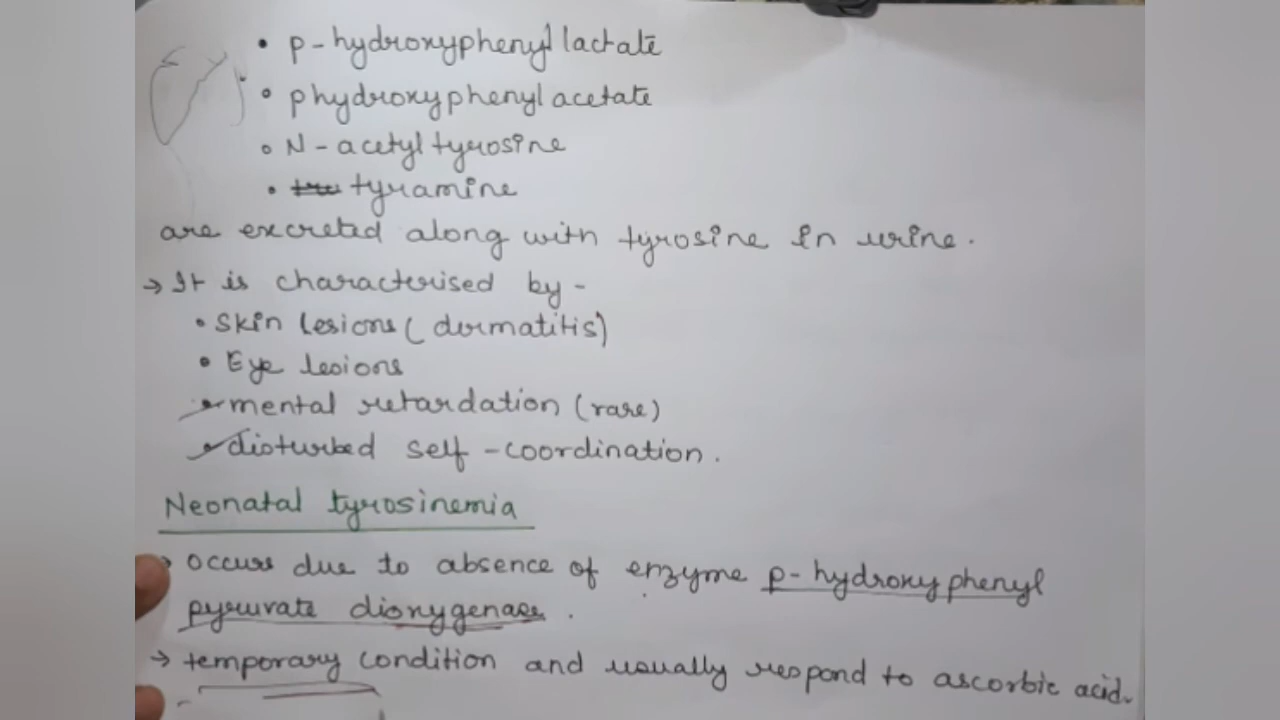 • p-hydroxyphenyl lactate
• phydroxyphenyl acetate
• N-acetyl tyrosine
• tyramine
are excreted along with tyrosine in urine.
→ It is characterised by -
• Skin lesions (dermatitis)
• Eye lesions
• mental retardation (rare)
• disturbed self-coordination.
Neonatal tyrosinemia
→ occurs due to absence of enzyme p-hydroxy phenyl
pyruvate dioxygenase.
→ temporary condition and usually respond to ascorbic acid.